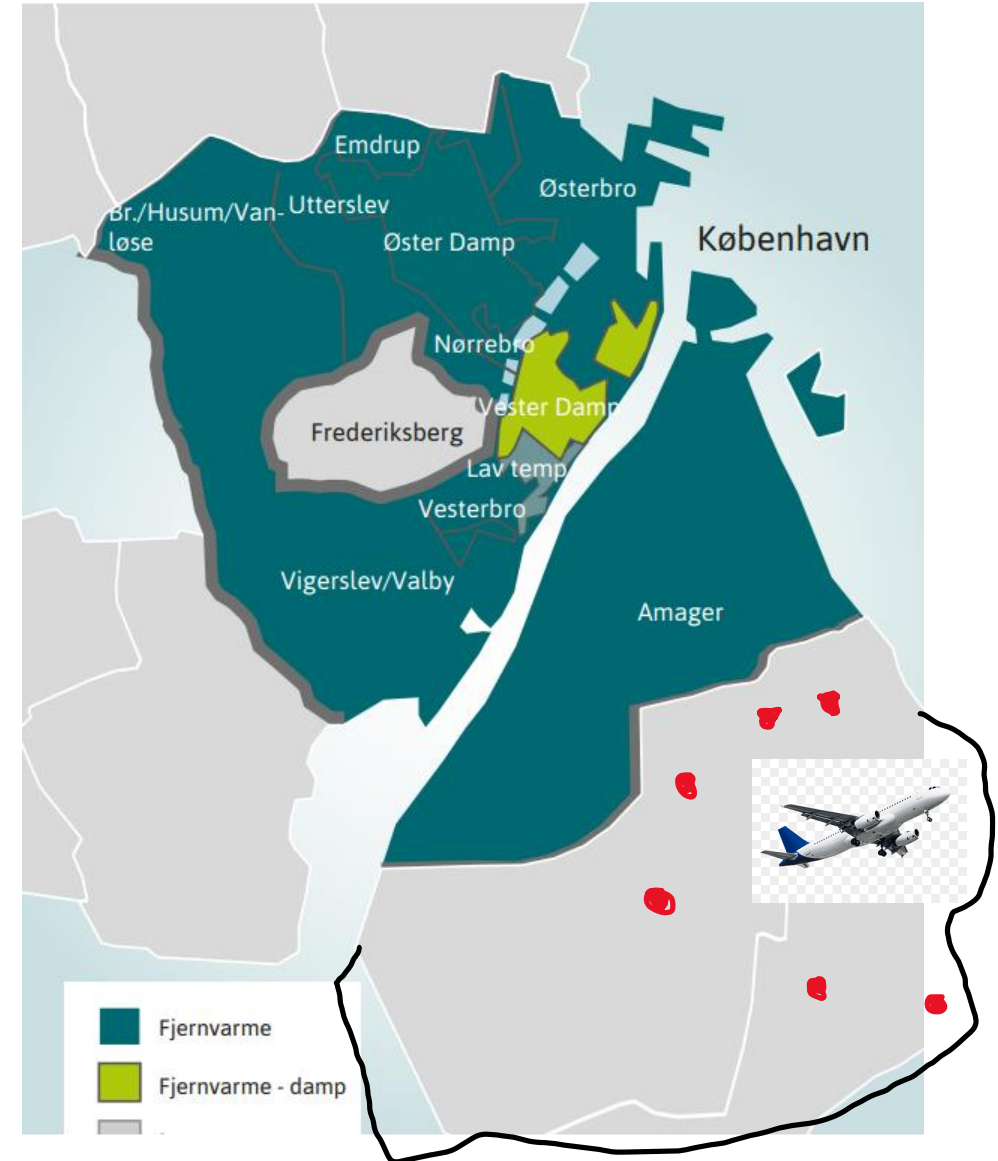 Emdrup
Østerbro
Br./Husum/Van-
løse
Utterslev
Øster Damp
København
Nørrebro
Vester Damp
Frederiksberg
Lav temp
Vesterbro
Vigerslev/Valby
Amager
Fjernvarme
Fjernvarme - damp